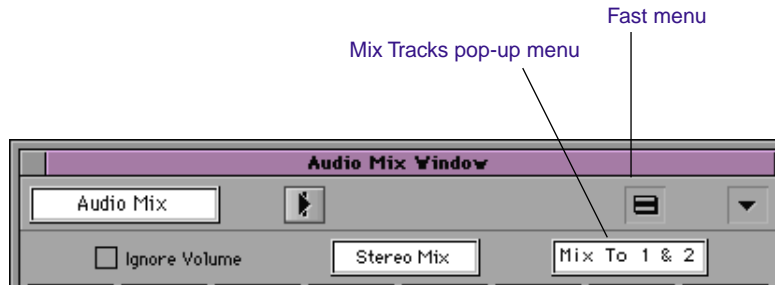 Fast menu
Mix Tracks pop-up menu
Audio Mix Window
Audio Mix
Ignore Volume
Stereo Mix
Mix To 1 & 2